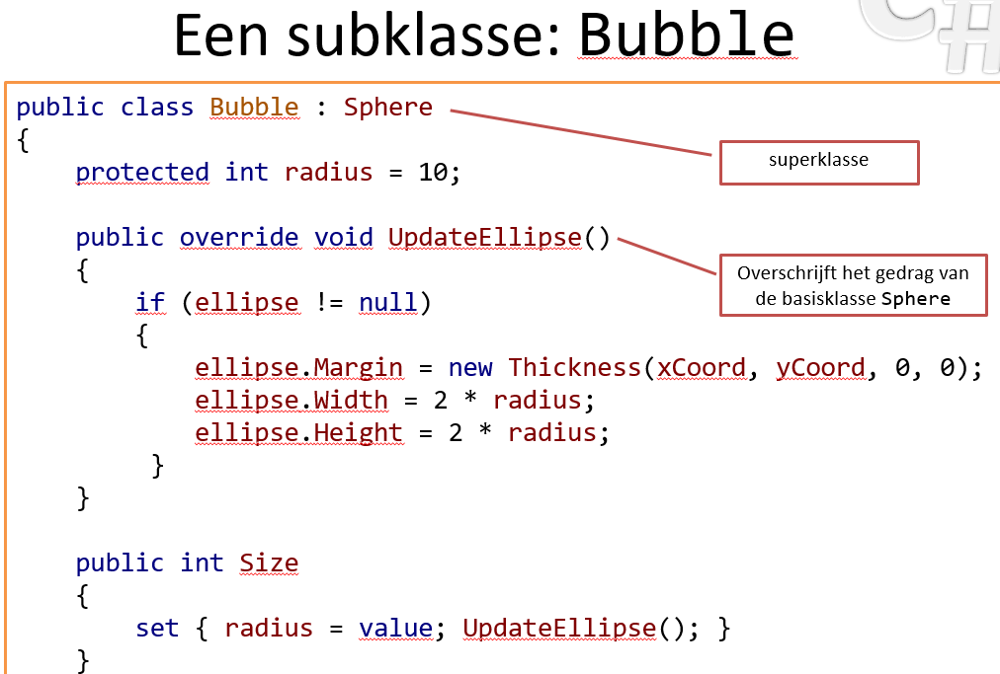 Een subklasse: Bubble
C#
public class Bubble : Sphere
superklasse
{
protected int radius = 10;
public override void UpdateEllipse()
Overschrijft het gedrag van
de basisklasse Sphere
{
if (ellipse != null)
{
ellipse.Margin = new Thickness(xCoord, yCoord, 0, 0);
ellipse.Width = 2 * radius;
ellipse.Height = 2 * radius;
}
}
public int Size
{
set { radius = value; UpdateEllipse(); }
}